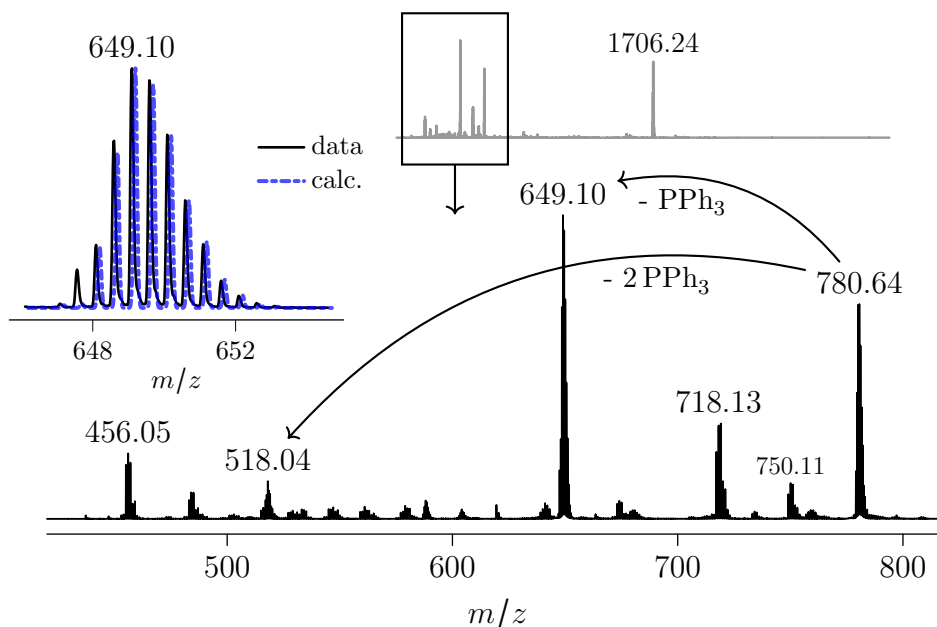 649.10
1706.24
data
calc.
648
652
m/z
649.10
- PPh₃
- 2 PPh₃
780.64
718.13
750.11
456.05
518.04
500
600
700
800
m/z